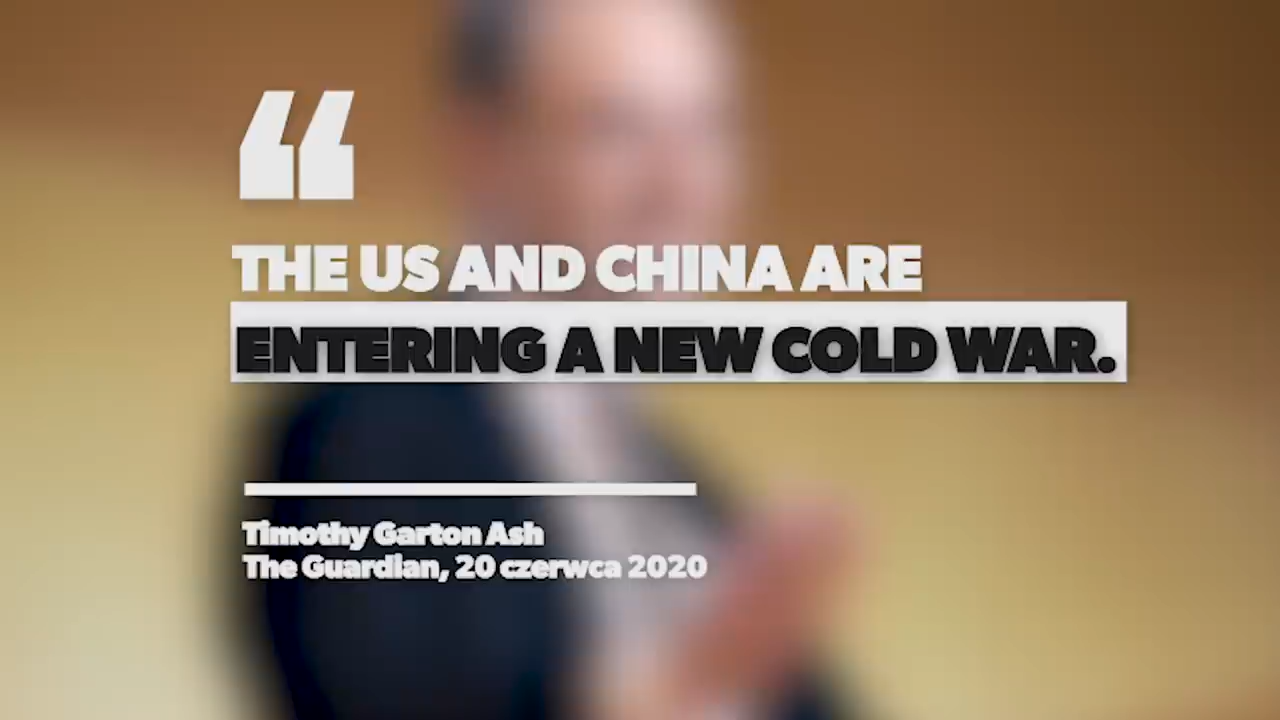 “
THE US AND CHINA ARE
ENTERING A NEW COLD WAR.
Timothy Garton Ash
The Guardian, 20 czerwca 2020